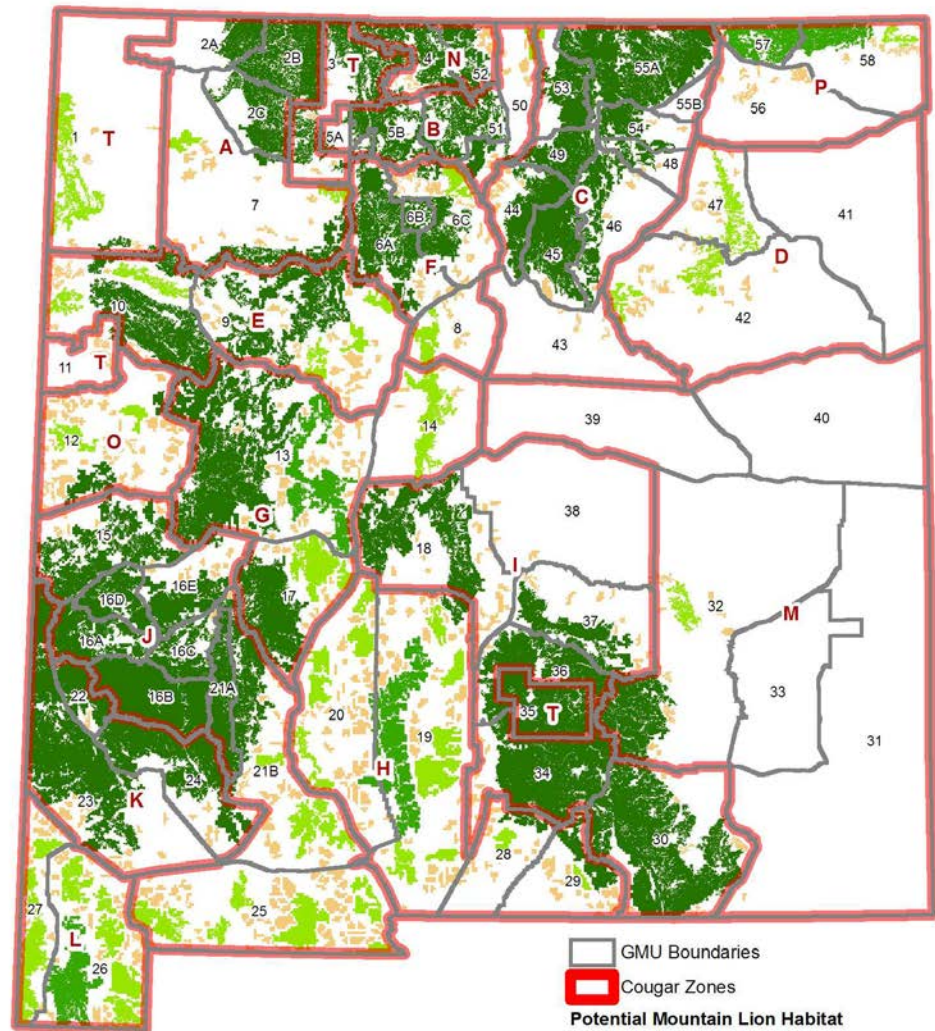 2A
2B
3
T
4
N
52
53
55A
57
58
P
50
55B
56
1
T
2C
A
5A
5B
B
51
54
49
48
7
6B
6C
6A
44
C
46
47
41
45
F
D
10
9
E
8
42
43
11
T
14
39
40
12
O
13
G
38
15
18
I
16D
16E
17
37
32
M
16A
J
16C
36
33
22
16B
21A
35
T
20
19
31
H
34
21B
24
23
K
30
28
29
25
27
L
26
GMU Boundaries
Cougar Zones
Potential Mountain Lion Habitat